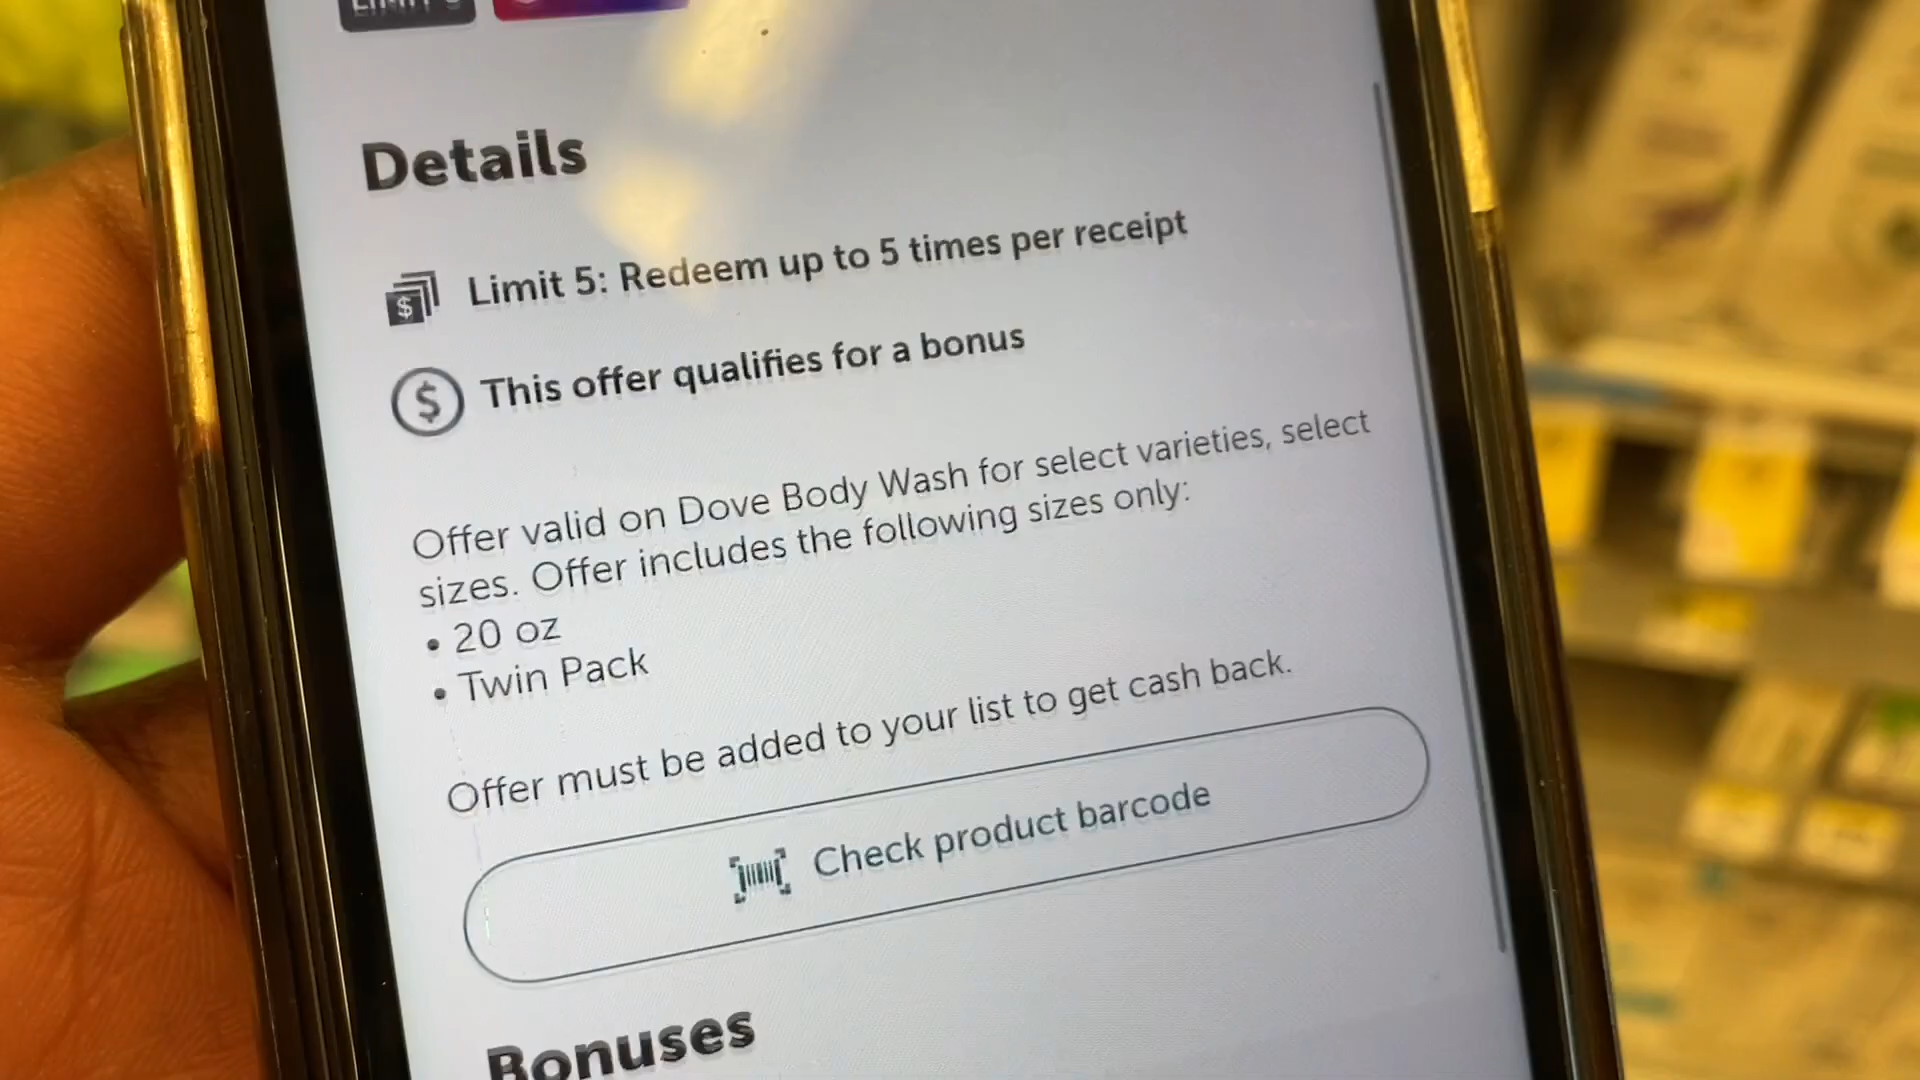 Details
Limit 5: Redeem up to 5 times per receipt
This offer qualifies for a bonus
Offer valid on Dove Body Wash for select varieties, select
sizes. Offer includes the following sizes only:
• 20 oz
• Twin Pack
Offer must be added to your list to get cash back.
Check product barcode
Bonuses